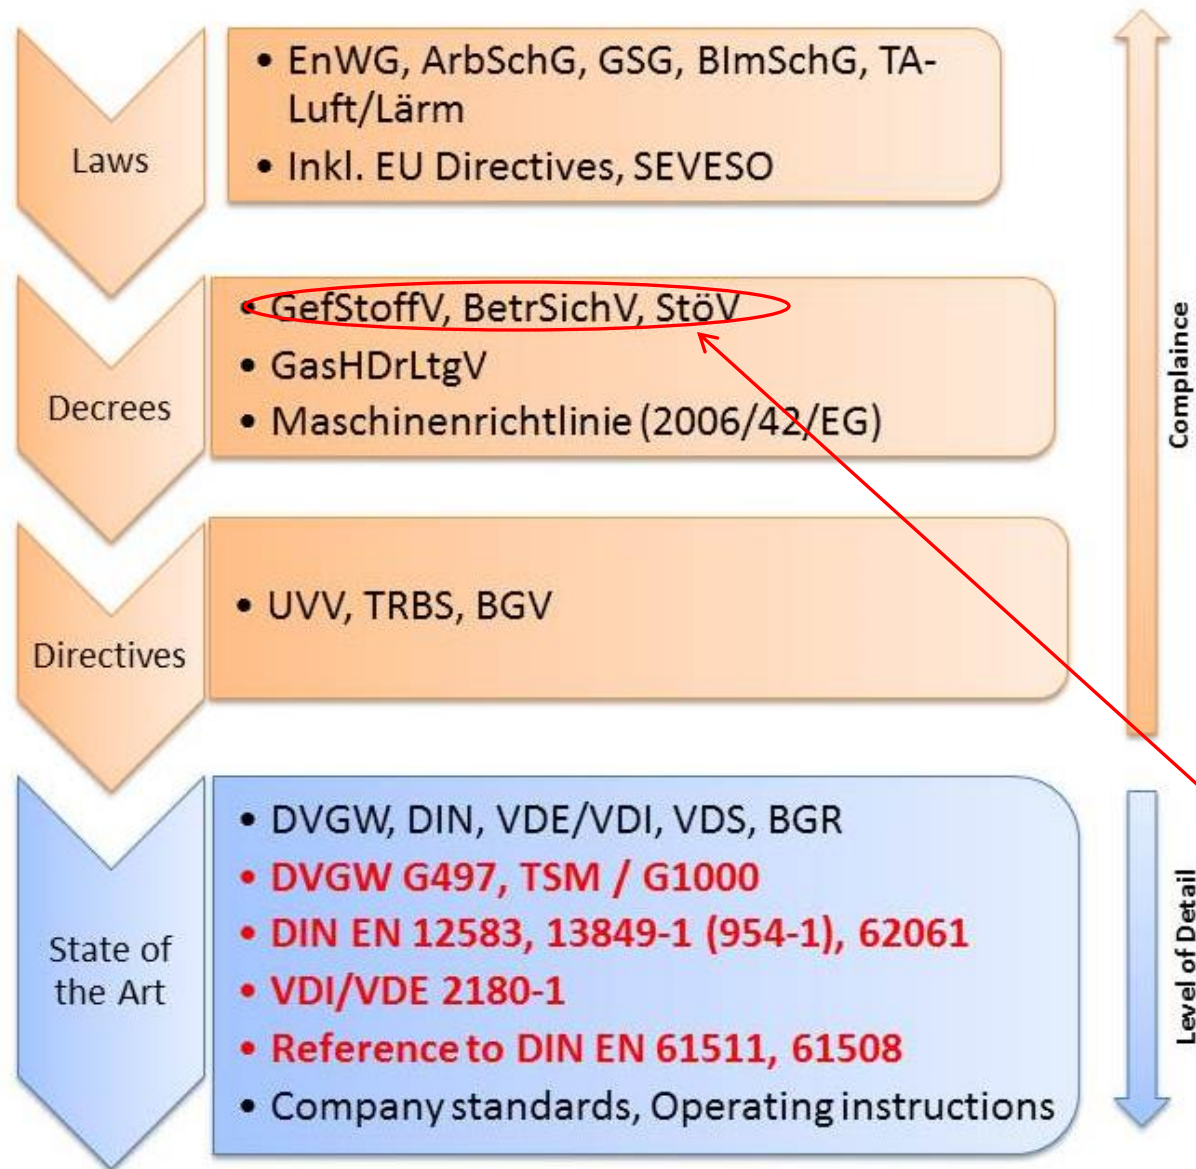 Laws
• EnWG, ArbSchG, GSG, BImSchG, TA-
Luft/Lärm
• Inkl. EU Directives, SEVESO
Decrees
• GefStoffV, BetrSichV, StöV
• GasHDrLtgV
• Maschinenrichtlinie (2006/42/EG)
Directives
• UVV, TRBS, BGV
State of
the Art
• DVGW, DIN, VDE/VDI, VDS, BGR
• DVGW G497, TSM / G1000
• DIN EN 12583, 13849-1 (954-1), 62061
• VDI/VDE 2180-1
• Reference to DIN EN 61511, 61508
• Company standards, Operating instructions
Complaince
Level of Detail